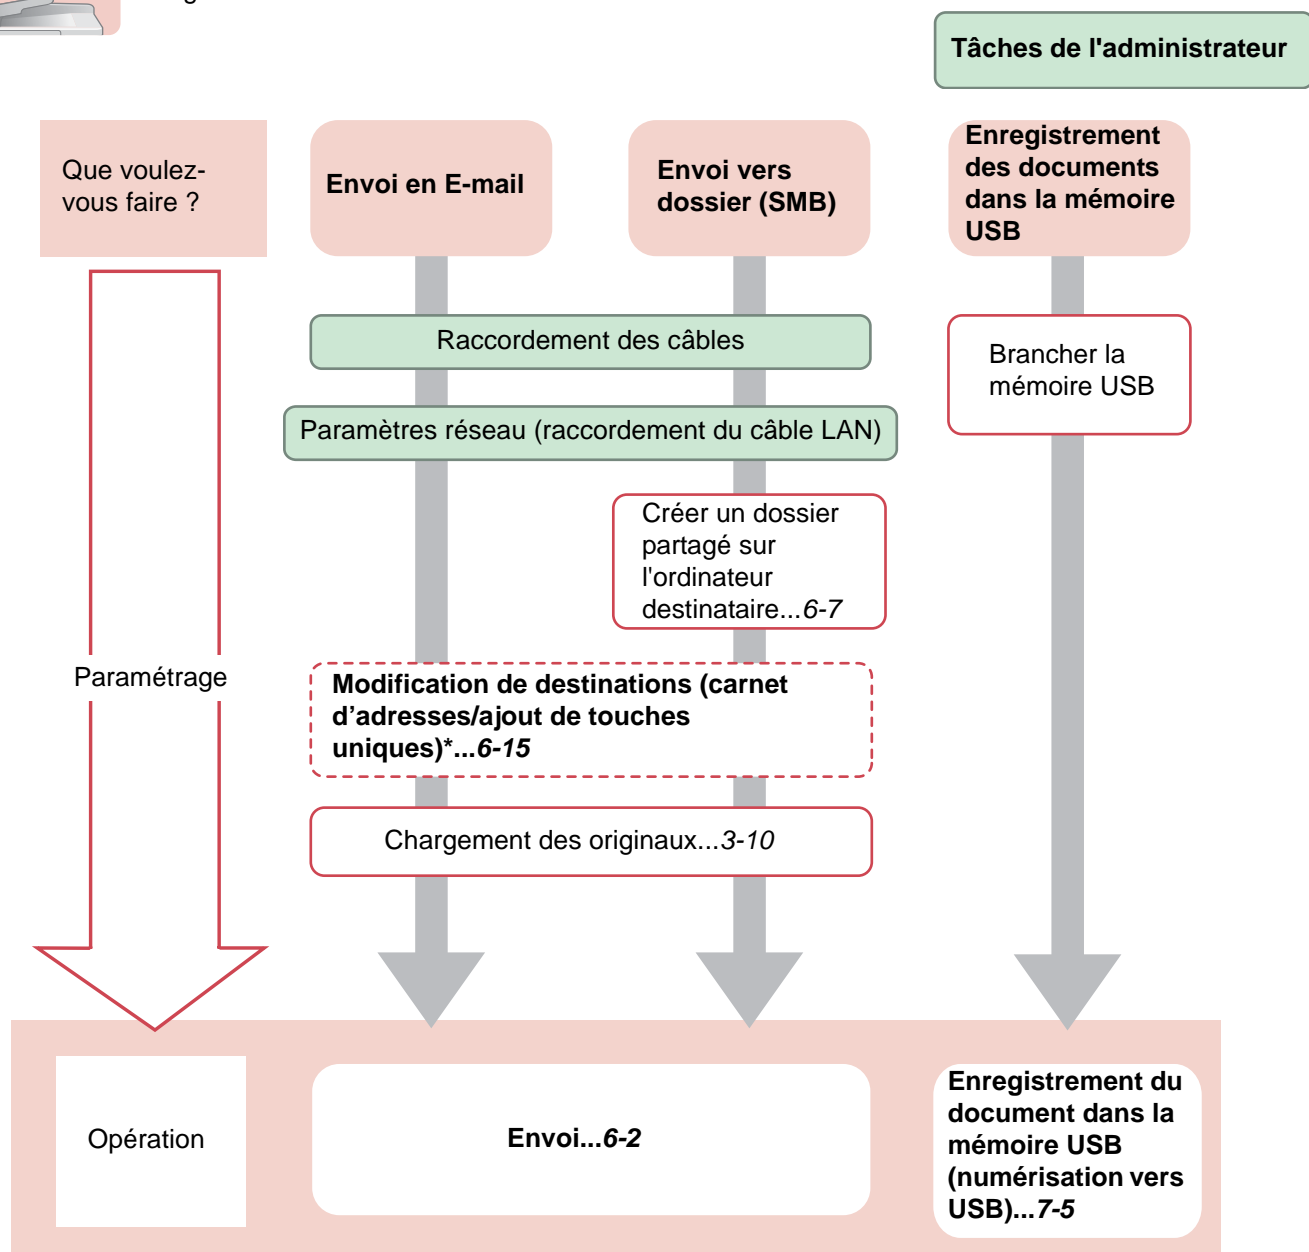 Tâches de l'administrateur
Que voulez-
vous faire ?
Envoi en E-mail
Envoi vers
dossier (SMB)
Enregistrement
des documents
dans la mémoire
USB
Raccordement des câbles
Brancher la
mémoire USB
Paramètres réseau (raccordement du câble LAN)
Créer un dossier
partagé sur
l'ordinateur
destinataire...6-7
Paramétrage
Modification de destinations (carnet
d’adresses/ajout de touches
uniques)*...6-15
Chargement des originaux...3-10
Opération
Envoi...6-2
Enregistrement du
document dans la
mémoire USB
(numérisation vers
USB)...7-5